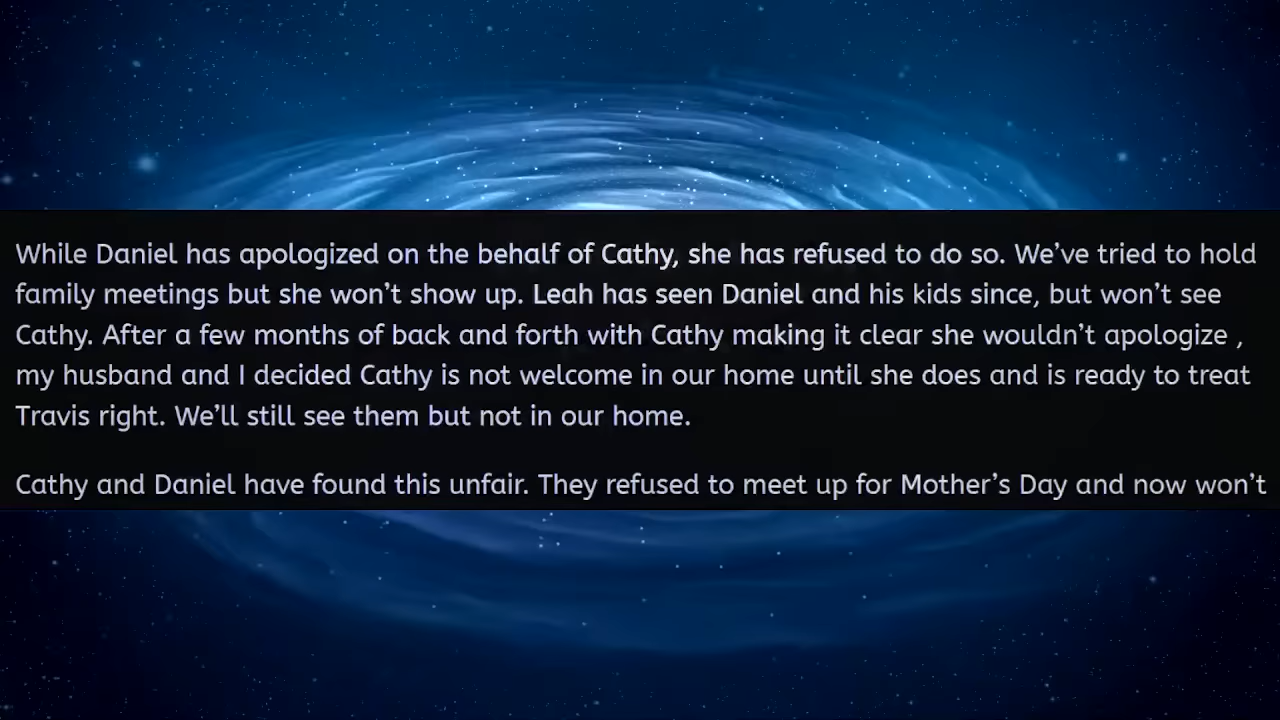 While Daniel has apologized on the behalf of Cathy, she has refused to do so. We’ve tried to hold
family meetings but she won’t show up. Leah has seen Daniel and his kids since, but won’t see
Cathy. After a few months of back and forth with Cathy making it clear she wouldn’t apologize ,
my husband and I decided Cathy is not welcome in our home until she does and is ready to treat
Travis right. We’ll still see them but not in our home.
Cathy and Daniel have found this unfair. They refused to meet up for Mother’s Day and now won’t